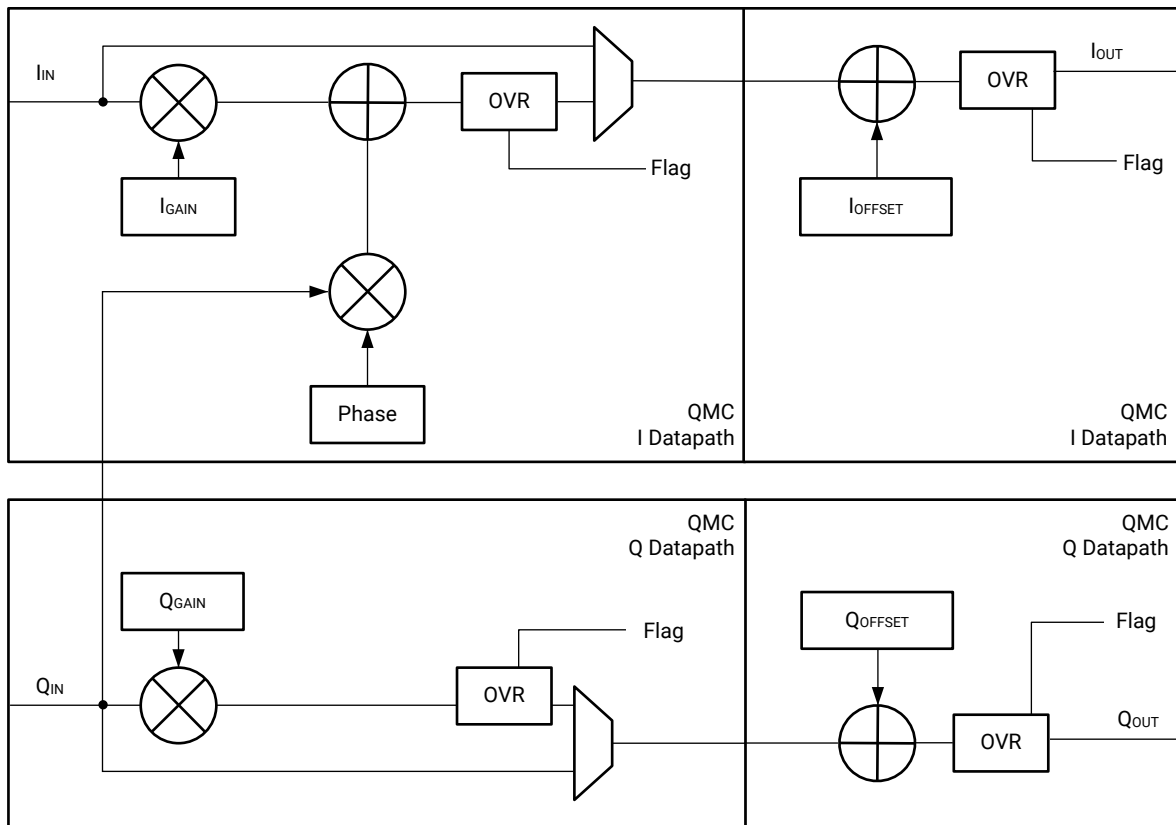 IIN
OVR
Flag
IGAIN
Phase
QMC
I Datapath
IOUT
OVR
Flag
IOFFSET
QMC
I Datapath
QMC
Q Datapath
QGAIN
Flag
QIN
OVR
QMC
Q Datapath
QOFFSET
Flag
OVR
QOUT